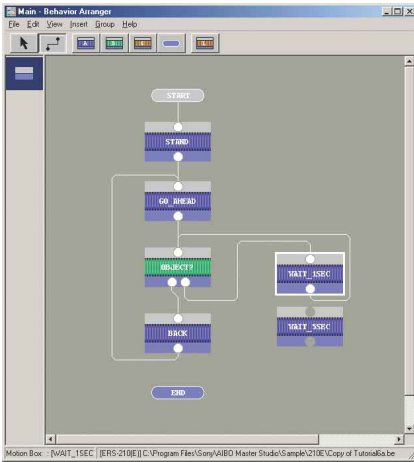 Main - Behavior Arranger
File Edit View Insert Group Help
START
STAND
GO_AHEAD
OBJECT?
WAIT_1SEC
BACK
WAIT_5SEC
END
Motion Box: : [WAIT_1SEC [ERS-210(E)] C:\Program Files\Sony\AIBO Master Studio\Sample\210E\Copy of Tutorial6a.be